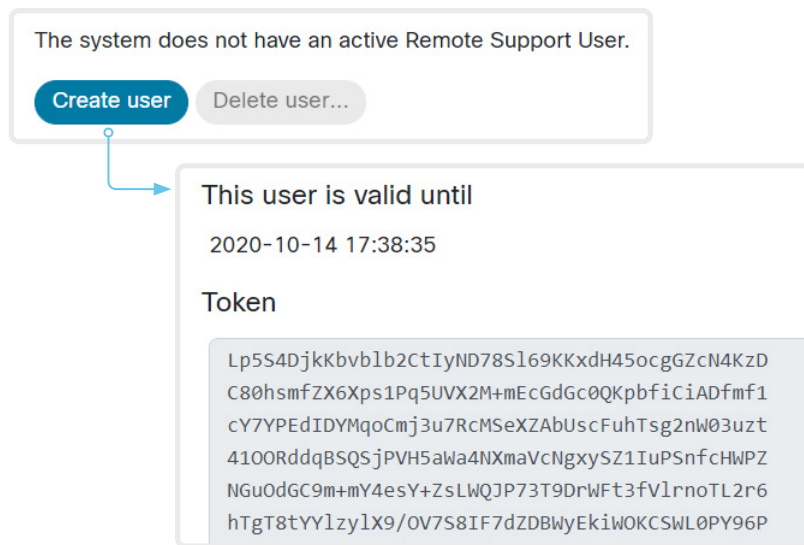 The system does not have an active Remote Support User.
Create user Delete user...
This user is valid until
2020-10-14 17:38:35
Token
Lp5S4DjkKbvblb2CtIyND78Sl69KKxdH45ocgGZcN4KzD
C80hsmfZX6Xps1Pq5UVX2M+mEcGdGc0QKpbfiCiADfmf1
cY7YPEdIDYMqoCmj3u7RcMSeXZAbUscFuhTsg2nW03uzt
41OORddqBSQSjPVH5aWa4NXmaVcNgxySZ1IuPSnfcHWPZ
NGuOdGC9m+mY4esY+ZsLWQJP73T9DrWFt3fVlrnoTL2r6
hTgT8tYYlzylX9/OV7S8IF7dZDBWyEkiWOKCSWL0PY96P